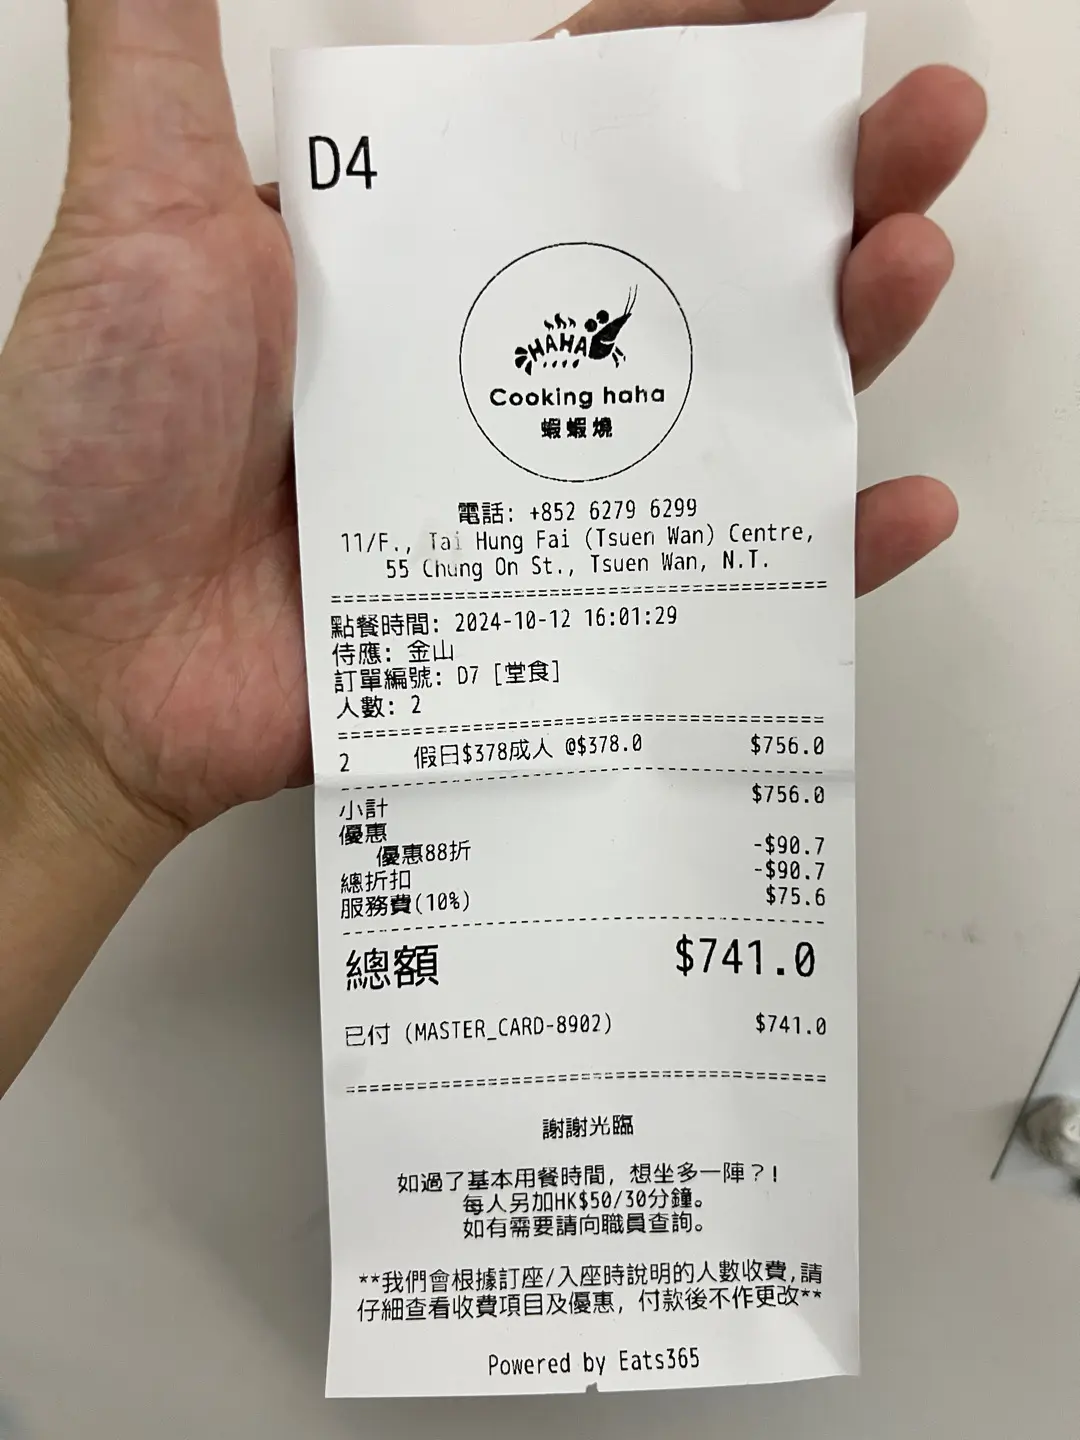 D4
HAHA
Cooking haha
蝦蝦燒
電話: +852 6279 6299
11/F., Tai Hung Fai (Tsuen Wan) Centre,
55 Chung On St., Tsuen Wan, N.T.
點餐時間: 2024-10-12 16:01:29
侍應: 金山
訂單編號: D7 [堂食]
人數: 2
2 假日$378成人 @$378.0 $756.0
小計 $756.0
優惠
優惠88折 -$90.7
總折扣 -$90.7
服務費(10%) $75.6
總額 $741.0
已付 (MASTER_CARD-8902) $741.0
謝謝光臨
如過了基本用餐時間, 想坐多一陣？!
每人另加HK$50/30分鐘。
如有需要請向職員查詢。
**我們會根據訂座/入座時說明的人數收費,請
仔細查看收費項目及優惠, 付款後不作更改**
Powered by Eats365